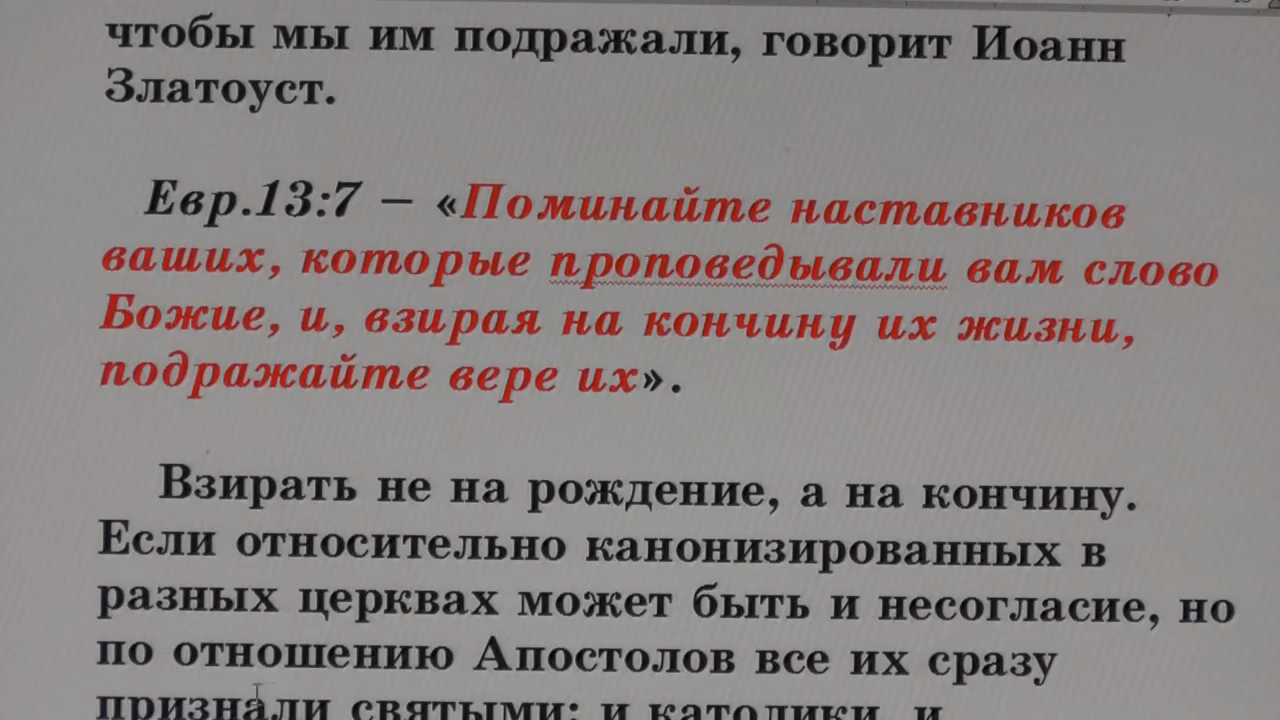 чтобы мы им подражали, говорит Иоанн
Златоуст.
Евр.13:7 – «Поминайте наставников
ваших, которые проповедывали вам слово
Божие, и, взирая на кончину их жизни,
подражайте вере их».
Взирать не на рождение, а на кончину.
Если относительно канонизированных в
разных церквах может быть и несогласие, но
по отношению Апостолов все их сразу
признали святыми: и католики, и